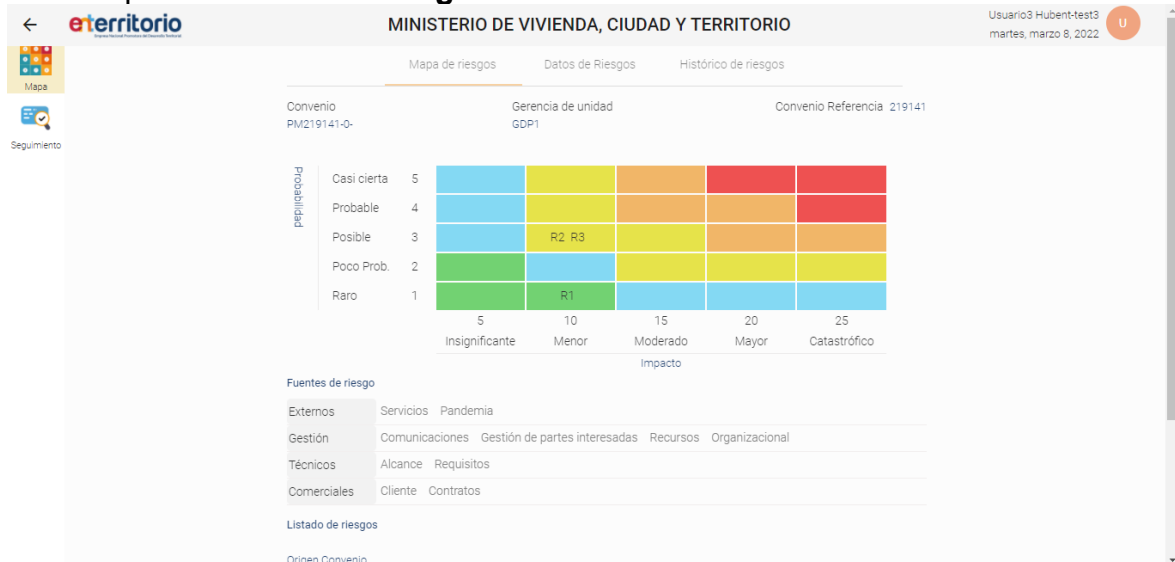 eterritorio
MINISTERIO DE VIVIENDA, CIUDAD Y TERRITORIO
Usuario3 Hubent-test3
martes, marzo 8, 2022
U
Mapa
Seguimiento
Mapa de riesgos Datos de Riesgos Histórico de riesgos
Convenio Gerencia de unidad Convenio Referencia 219141
PM219141-0- GDP1
Probabilidad
Casi cierta 5
Probable 4
Posible 3 R2 R3
Poco Prob. 2
Raro 1 R1
5 10 15 20 25
Insignificante Menor Moderado Mayor Catastrófico
Impacto
Fuentes de riesgo
Externos Servicios Pandemia
Gestión Comunicaciones Gestión de partes interesadas Recursos Organizacional
Técnicos Alcance Requisitos
Comerciales Cliente Contratos
Listado de riesgos
Origen Convenio